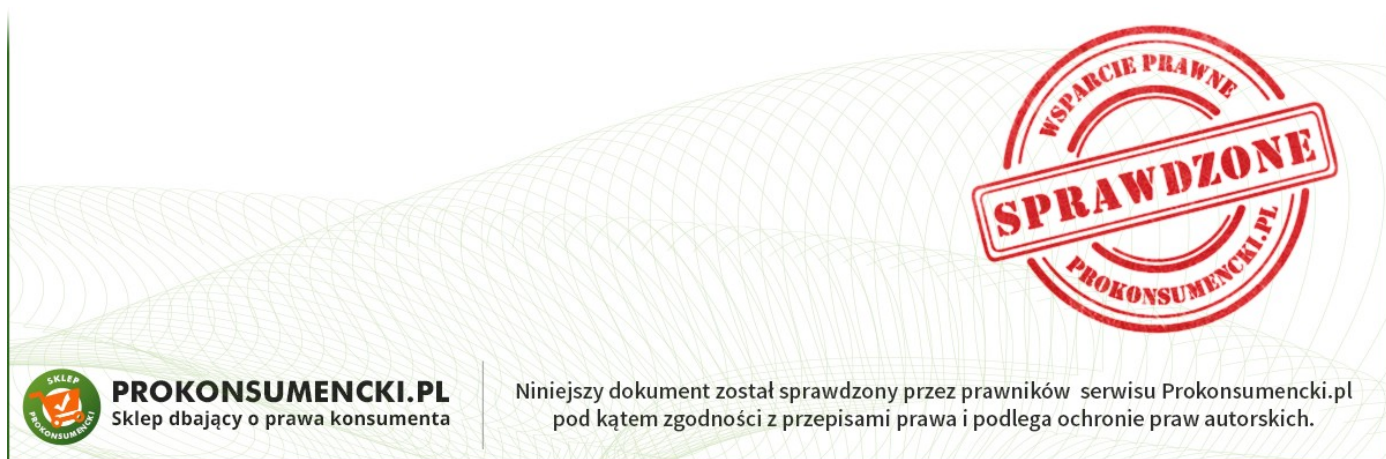 WSPARCIE PRAWNE
SPRAWDZONE
PROKONSUMENCKI.PL
SKLEP
PROKONSUMENCKI
PROKONSUMENCKI.PL
Sklep dbający o prawa konsumenta
Niniejszy dokument został sprawdzony przez prawników serwisu Prokonsumencki.pl
pod kątem zgodności z przepisami prawa i podlega ochronie praw autorskich.